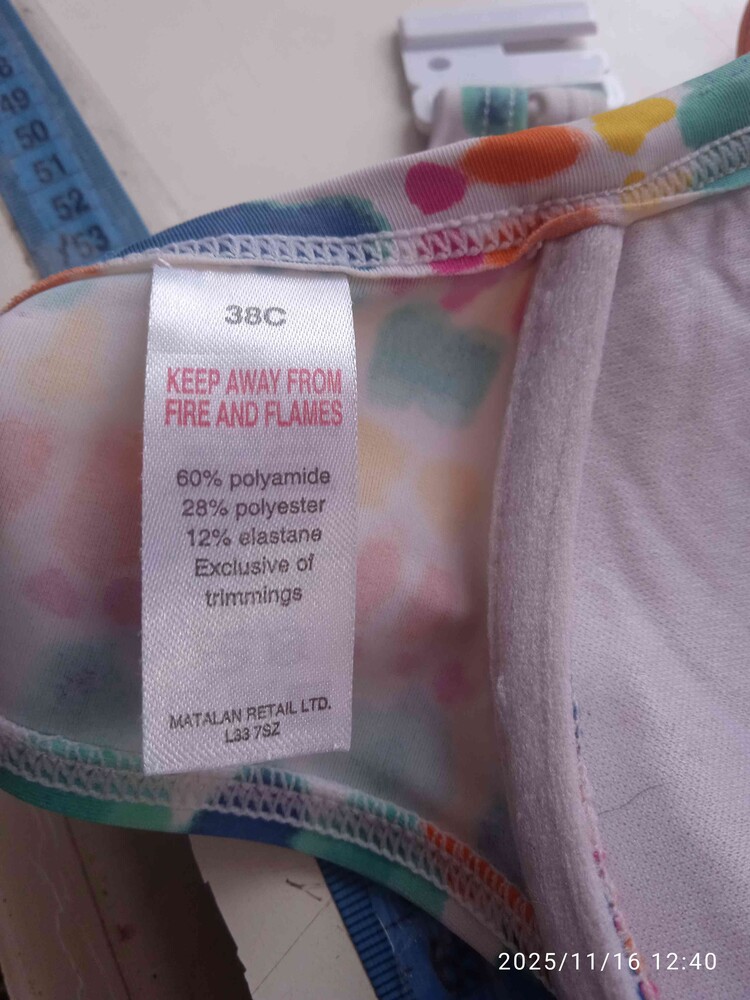 49
50
51
52
53
38C
KEEP AWAY FROM
FIRE AND FLAMES
60% polyamide
28% polyester
12% elastane
Exclusive of
trimmings
MATALAN RETAIL LTD.
L33 7SZ
2025/11/16 12:40